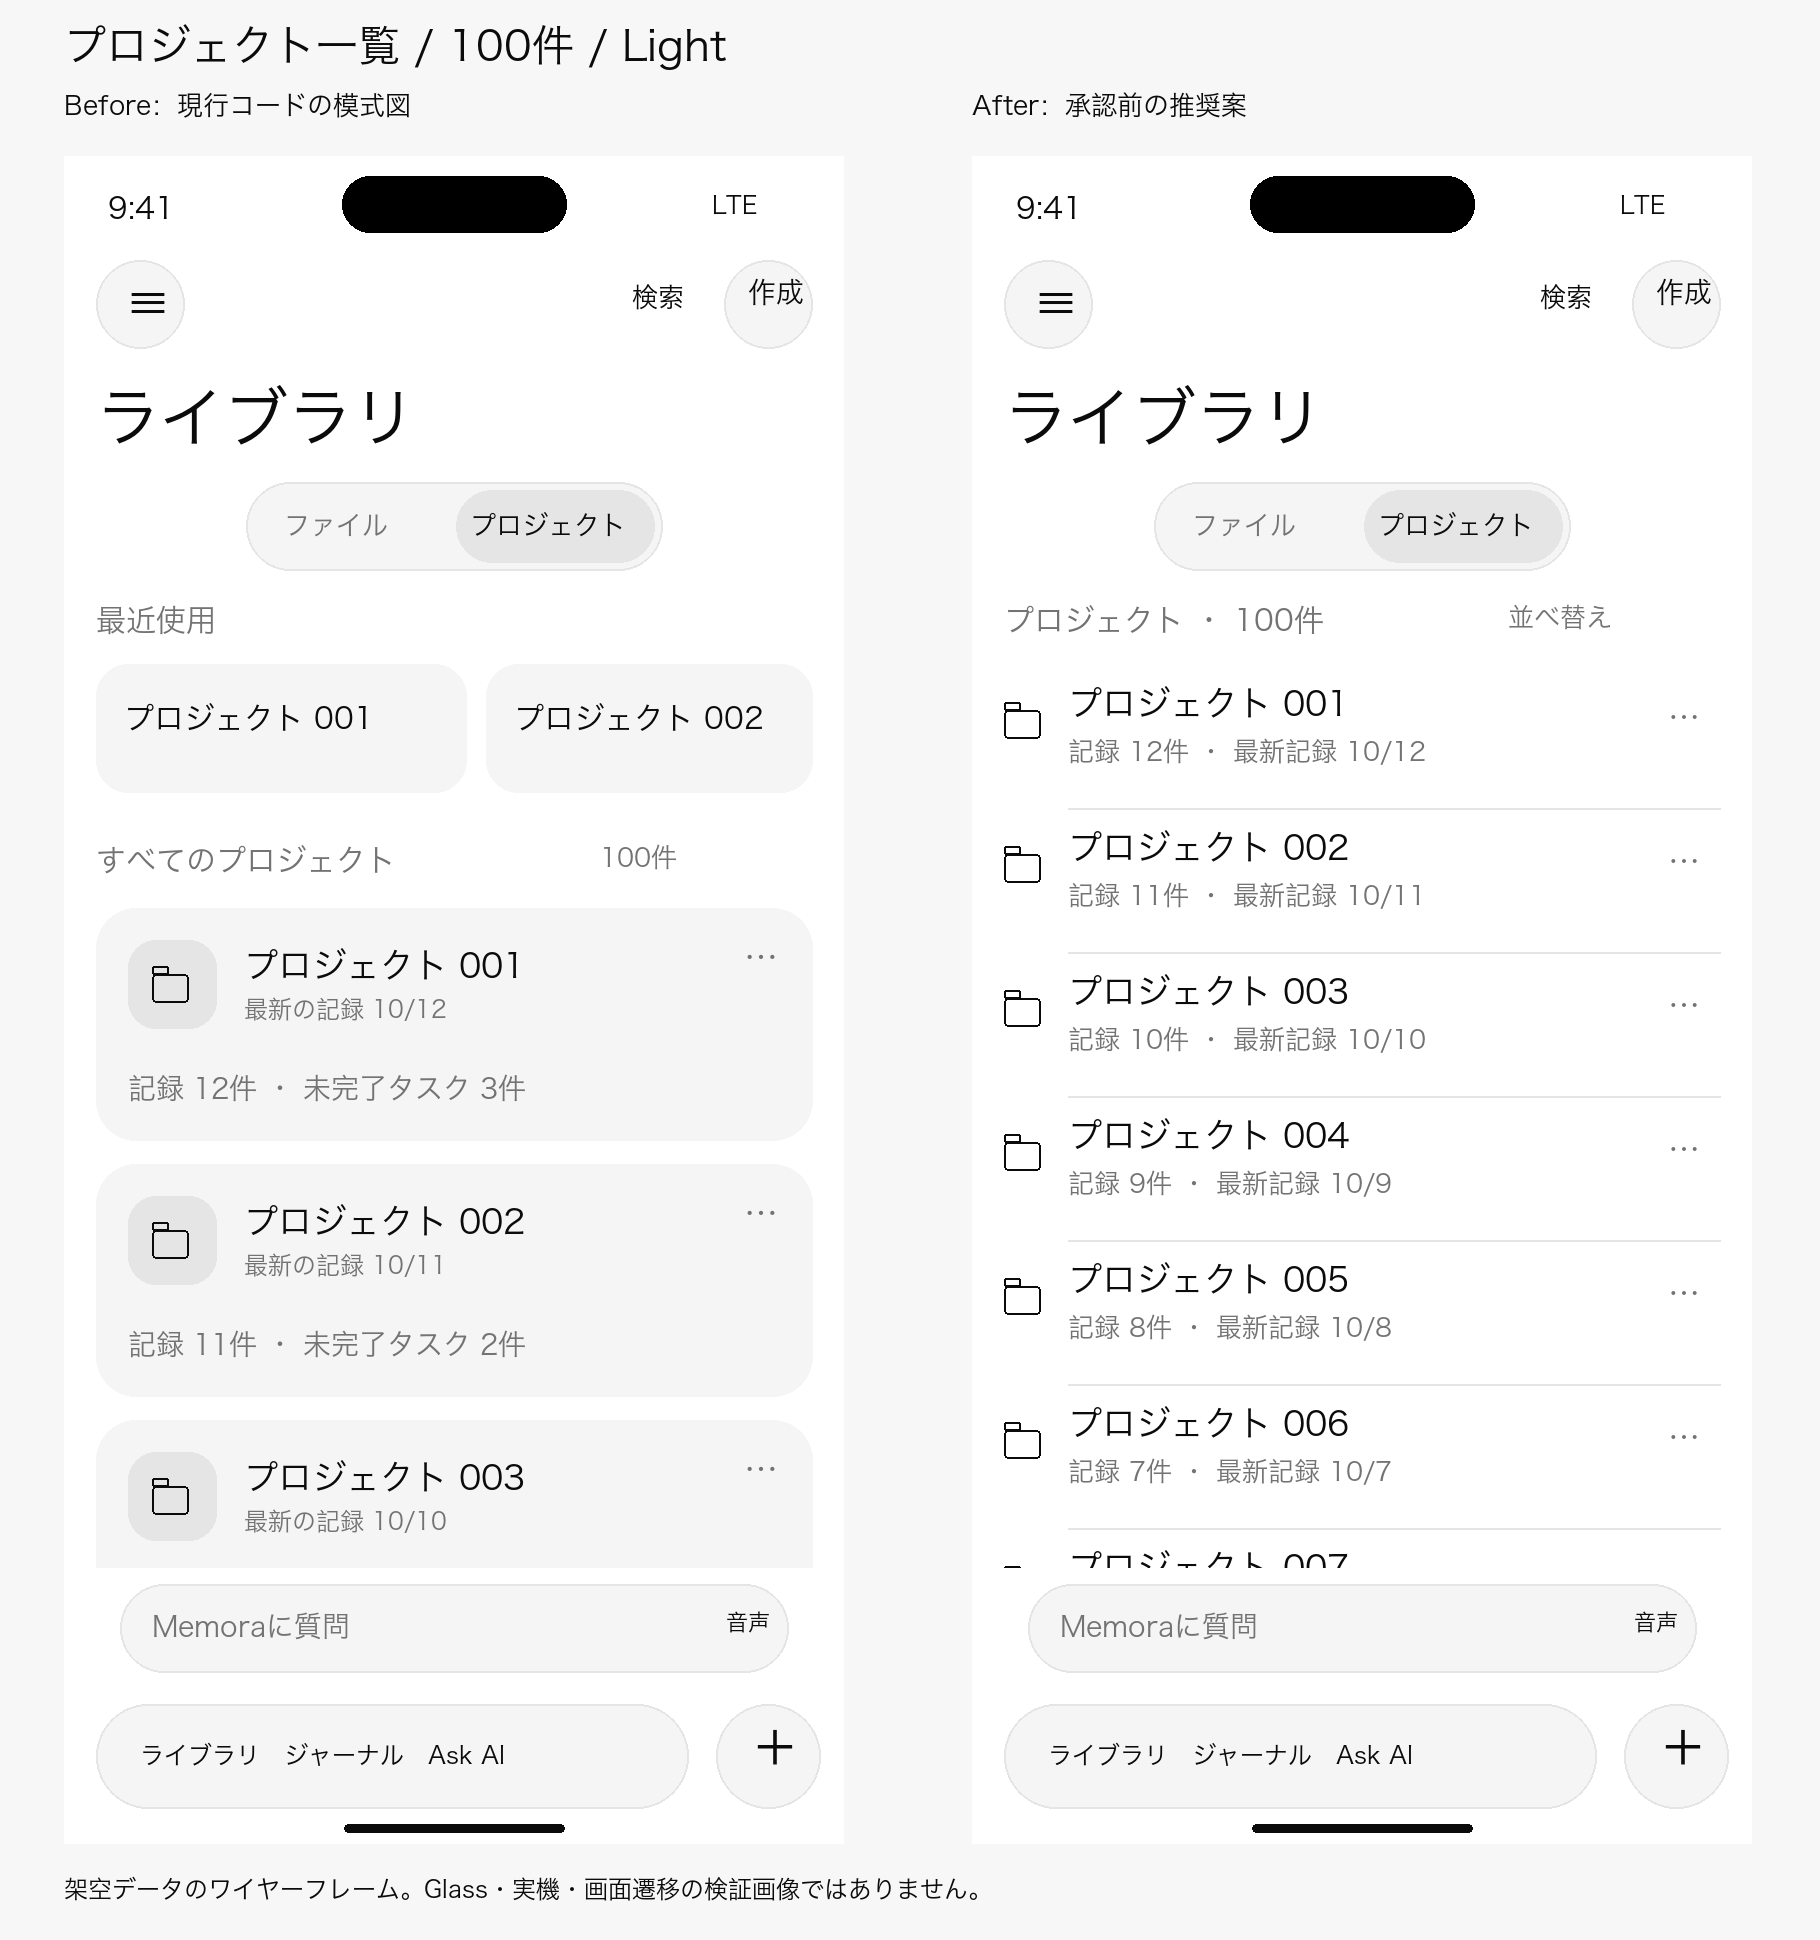 プロジェクト一覧 / 100件 / Light
Before: 現行コードの模式図
9:41
LTE
検索
作成
ライブラリ
ファイル
プロジェクト
最近使用
プロジェクト 001
プロジェクト 002
すべてのプロジェクト
100件
プロジェクト 001
…
最新の記録 10/12
記録 12件 ・ 未完了タスク 3件
プロジェクト 002
…
最新の記録 10/11
記録 11件 ・ 未完了タスク 2件
プロジェクト 003
…
最新の記録 10/10
Memoraに質問
音声
ライブラリ ジャーナル Ask AI
+
After: 承認前の推奨案
9:41
LTE
検索
作成
ライブラリ
ファイル
プロジェクト
プロジェクト ・ 100件
並べ替え
プロジェクト 001
…
記録 12件 ・ 最新記録 10/12
プロジェクト 002
…
記録 11件 ・ 最新記録 10/11
プロジェクト 003
…
記録 10件 ・ 最新記録 10/10
プロジェクト 004
…
記録 9件 ・ 最新記録 10/9
プロジェクト 005
…
記録 8件 ・ 最新記録 10/8
プロジェクト 006
…
記録 7件 ・ 最新記録 10/7
プロジェクト 007
Memoraに質問
音声
ライブラリ ジャーナル Ask AI
+
架空データのワイヤーフレーム。Glass・実機・画面遷移の検証画像ではありません。